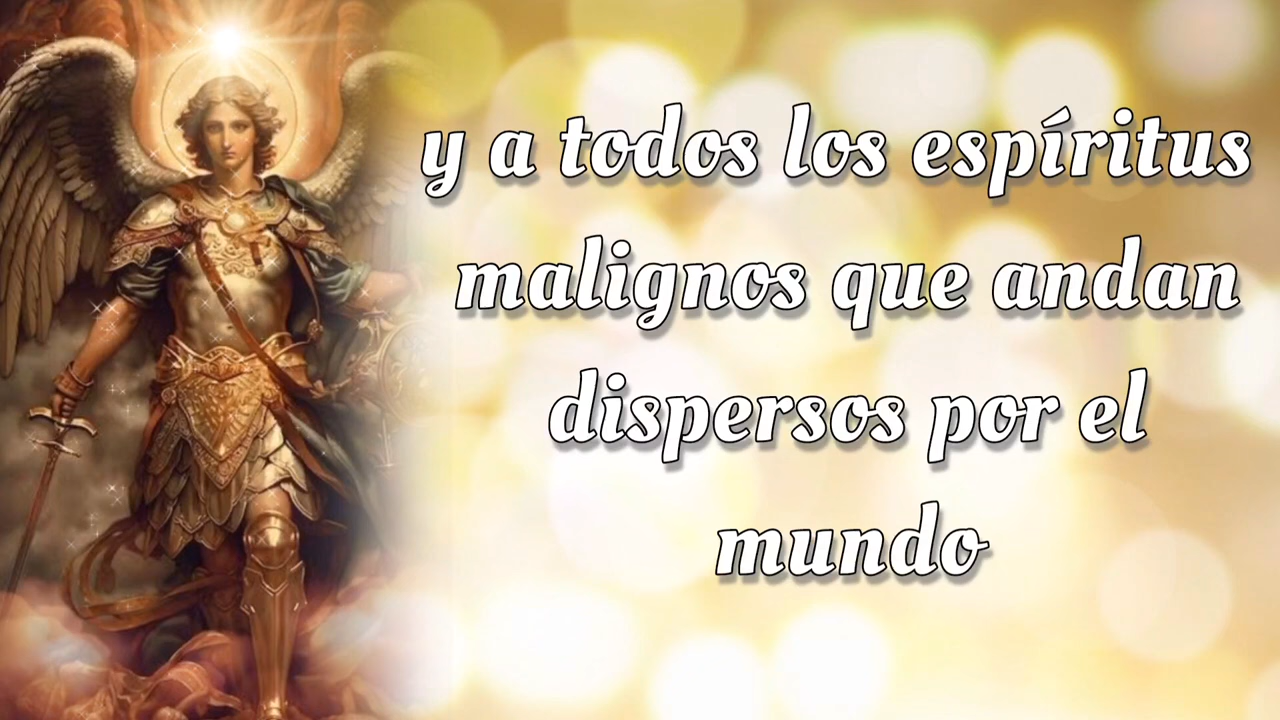 y a todos los espíritus
malignos que andan
dispersos por el
mundo